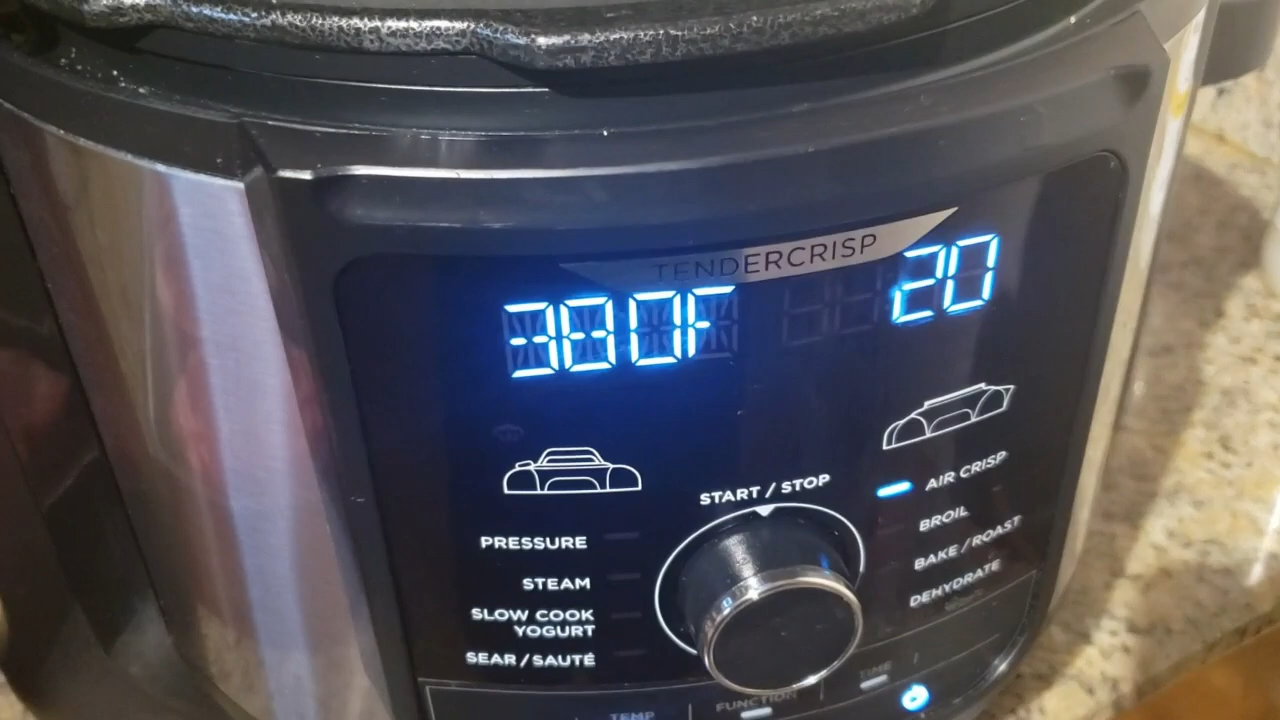 TENDERCRISP
380F
20
START / STOP
PRESSURE
STEAM
SLOW COOK
YOGURT
SEAR / SAUTÉ
AIR CRISP
BROIL
BAKE / ROAST
DEHYDRATE
TEMP
FUNCTION
TIME